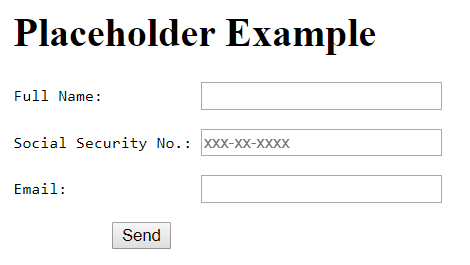 Placeholder Example
Full Name:
Social Security No.: xxx-xx-xxxx
Email:
Send